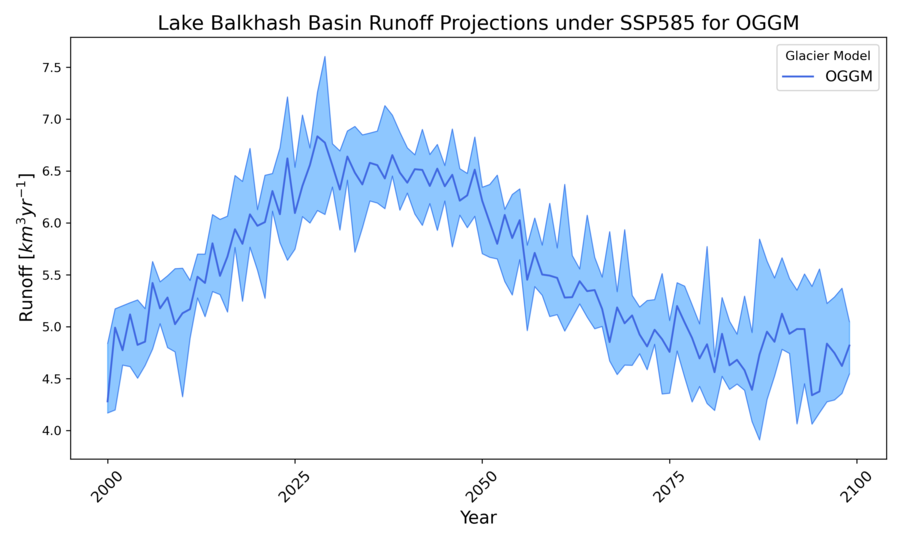 Lake Balkhash Basin Runoff Projections under SSP585 for OGGM
Glacier Model
OGGM
Runoff [km³yr⁻¹]
7.5
7.0
6.5
6.0
5.5
5.0
4.5
4.0
2000
2025
2050
2075
2100
Year